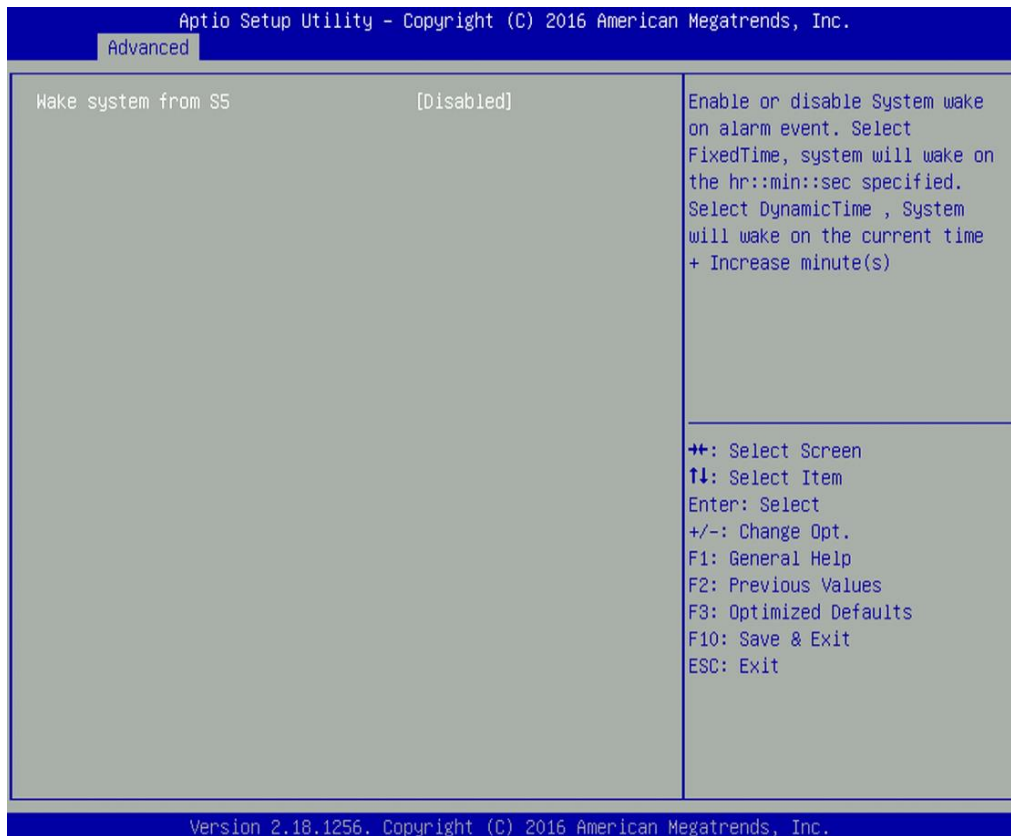 Aptio Setup Utility – Copyright (C) 2016 American Megatrends, Inc.
Advanced
Wake system from S5 [Disabled]
Enable or disable System wake
on alarm event. Select
FixedTime, system will wake on
the hr::min::sec specified.
Select DynamicTime , System
will wake on the current time
+ Increase minute(s)
→←: Select Screen
↑↓: Select Item
Enter: Select
+/-: Change Opt.
F1: General Help
F2: Previous Values
F3: Optimized Defaults
F10: Save & Exit
ESC: Exit
Version 2.18.1256. Copyright (C) 2016 American Megatrends, Inc.